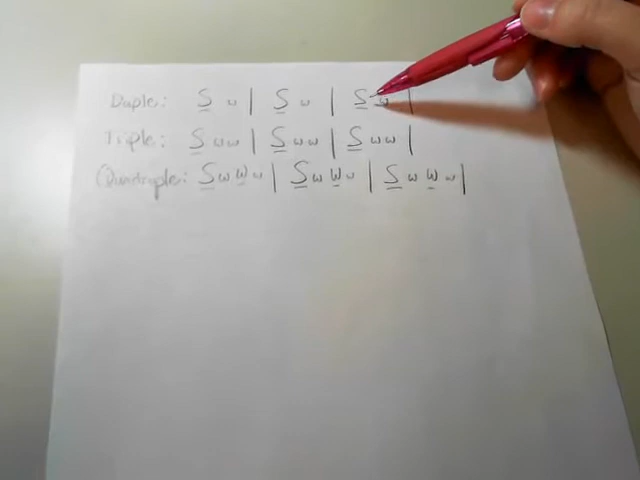 Duple: S w | S w | S w |
Triple: S w w | S w w | S w w |
Quadruple: S w W w | S w W w | S w W w |